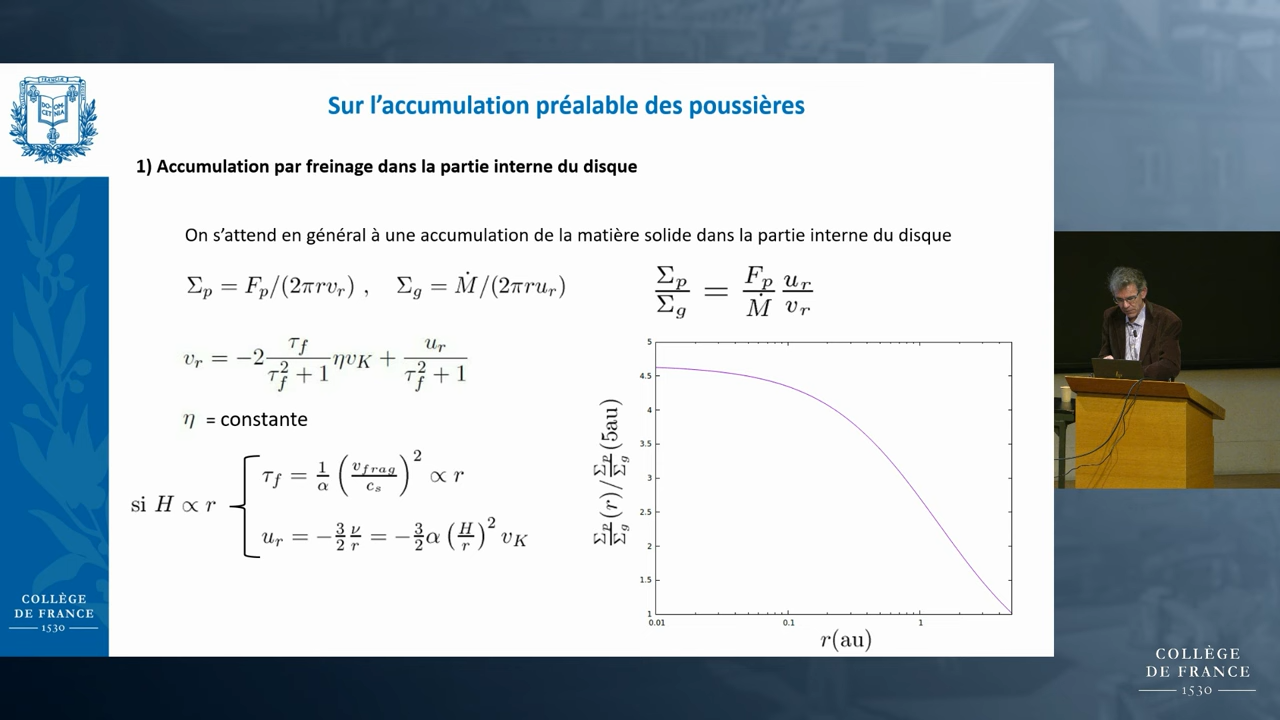 Sur l'accumulation préalable des poussières
1) Accumulation par freinage dans la partie interne du disque
On s'attend en général à une accumulation de la matière solide dans la partie interne du disque
Σ_p = F_p/(2πrv_r) , Σ_g = Ṁ/(2πru_r)
Σ_p/Σ_g = F_p/Ṁ u_r/v_r
v_r = −2 τ_f/(τ_f^2 + 1) ηv_K + u_r/(τ_f^2 + 1)
η = constante
si H ∝ r
τ_f = 1/α (v_frag/c_s)^2 ∝ r
u_r = −3/2 ν/r = −3/2 α (H/r)^2 v_K
Σ_p/Σ_g (r) / Σ_p/Σ_g (5au)
5
4.5
4
3.5
3
2.5
2
1.5
1
0.01 0.1 1
r(au)
COLLÈGE
DE FRANCE
1530
COLLÈGE
DE FRANCE
1530